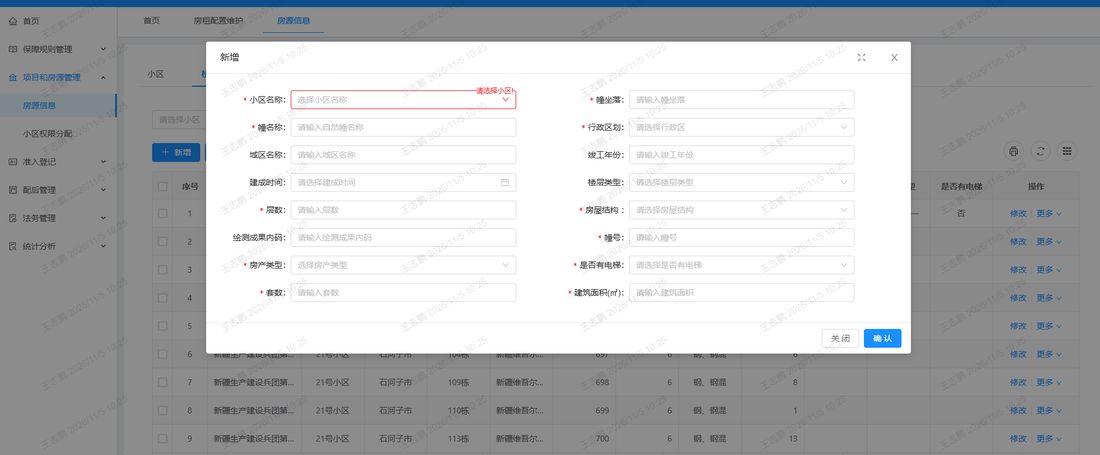 首页
保障规则管理
项目和房源管理
房源信息
小区权限分配
准入登记
配后管理
法务管理
统计分析
首页 房租配置维护 房源信息
小区
请选择小区
+ 新增
新增
* 小区名称: 选择小区名称 请选择小区!
* 幢坐落: 请输入幢坐落
* 幢名称: 请输入自然幢名称
* 行政区划: 请选择行政区
城区名称: 请输入城区名称
竣工年份: 请输入竣工年份
建成时间: 请选择建成时间
楼层类型: 请选择楼层类型
* 层数: 请输入层数
* 房屋结构: 请选择房屋结构
绘测成果内码: 请输入绘测成果内码
* 幢号: 请输入幢号
* 房产类型: 选择房产类型
* 是否有电梯: 请选择是否有电梯
* 套数: 请输入套数
* 建筑面积(㎡): 请输入建筑面积
关 闭 确 认
序号 是否有电梯 操作
1 否 修改 更多
2 修改 更多
3 修改 更多
4 修改 更多
5 修改 更多
6 新疆生产建设兵团第... 21号小区 石河子市 104栋 新疆维吾尔... 697 6 钢、钢混 6 修改 更多
7 新疆生产建设兵团第... 21号小区 石河子市 109栋 新疆维吾尔... 698 6 钢、钢混 8 修改 更多
8 新疆生产建设兵团第... 21号小区 石河子市 110栋 新疆维吾尔... 699 6 钢、钢混 1 修改 更多
9 新疆生产建设兵团第... 21号小区 石河子市 113栋 新疆维吾尔... 700 6 钢、钢混 13 修改 更多
王志鹏 2026/11/5 10:25